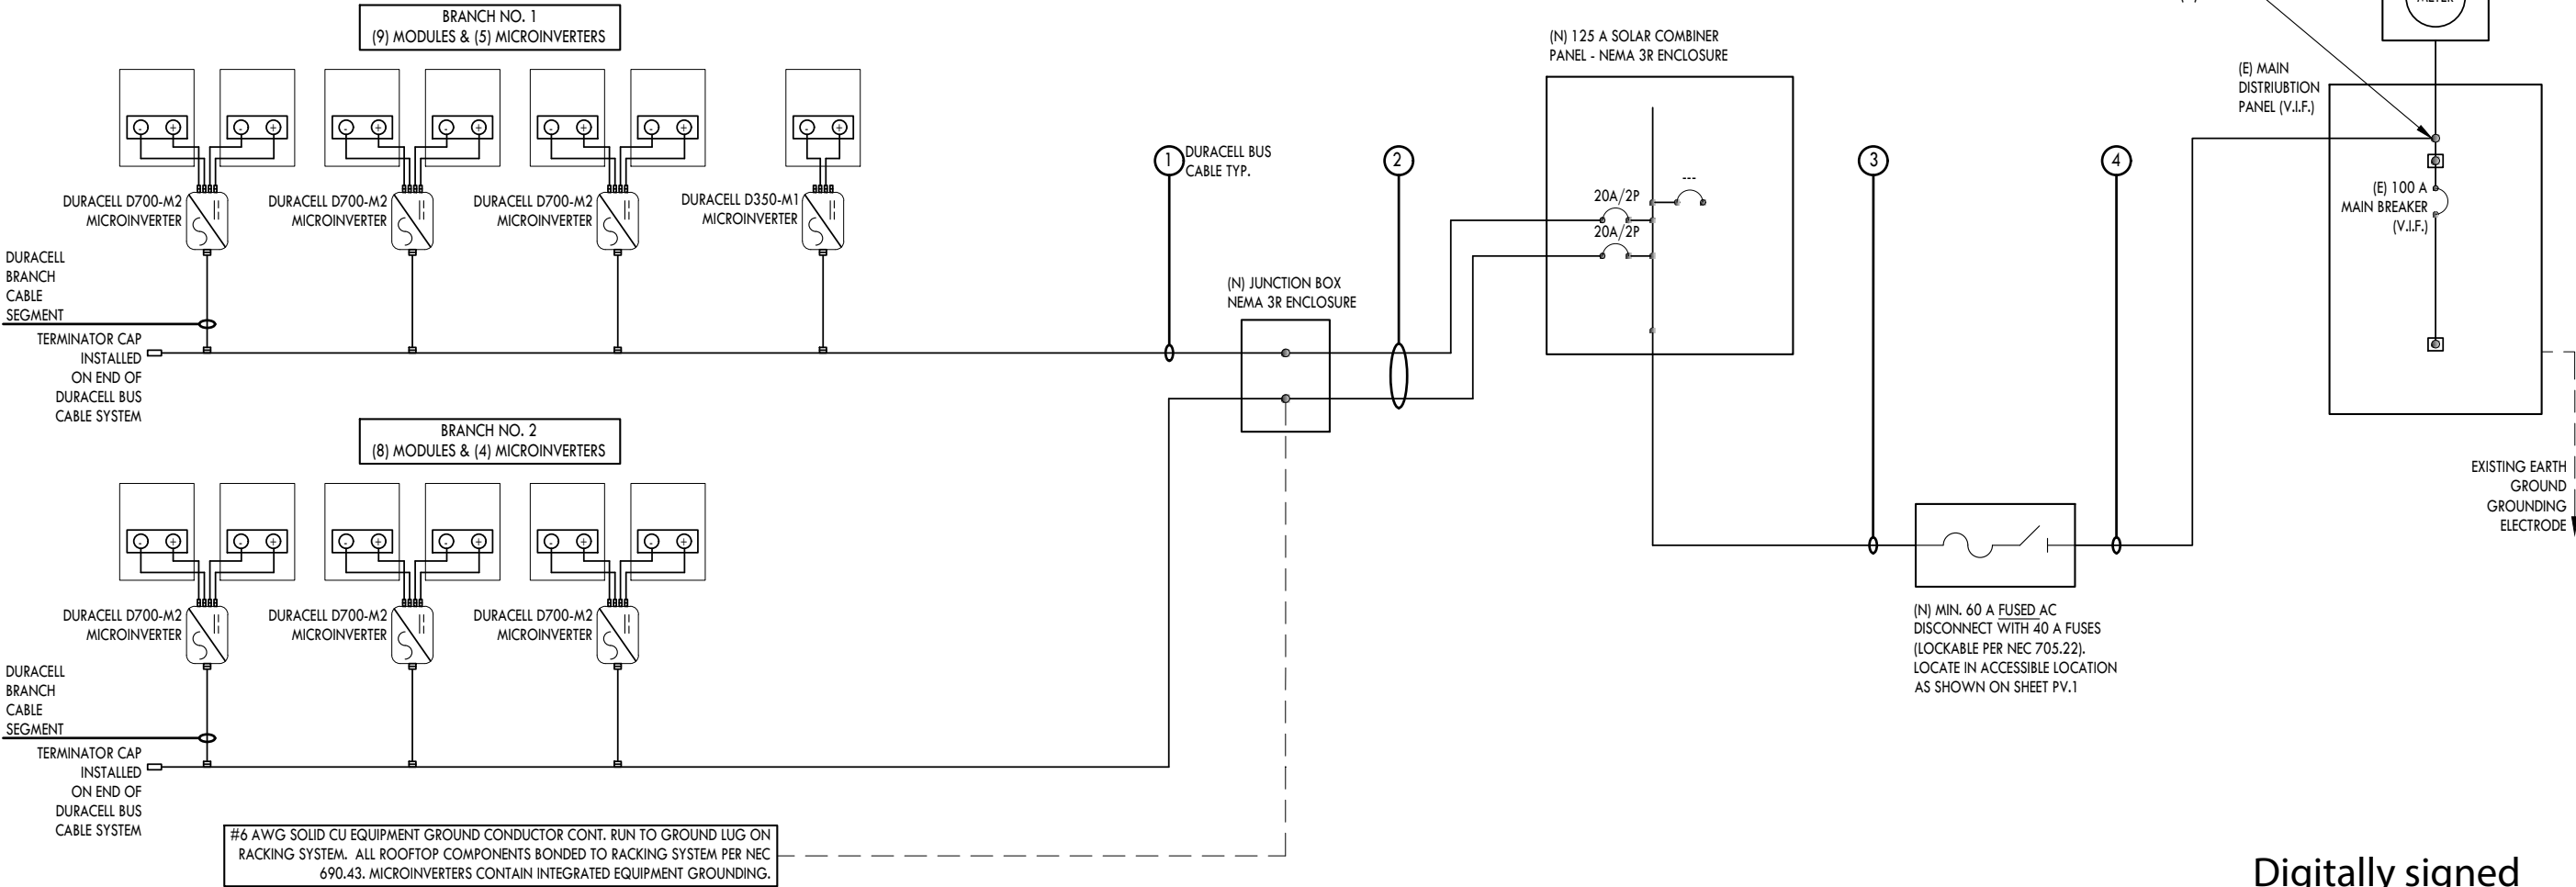 BRANCH NO. 1
(9) MODULES & (5) MICROINVERTERS
DURACELL D700-M2
MICROINVERTER
DURACELL D700-M2
MICROINVERTER
DURACELL D700-M2
MICROINVERTER
DURACELL D350-M1
MICROINVERTER
DURACELL
BRANCH
CABLE
SEGMENT
TERMINATOR CAP
INSTALLED
ON END OF
DURACELL BUS
CABLE SYSTEM
BRANCH NO. 2
(8) MODULES & (4) MICROINVERTERS
DURACELL D700-M2
MICROINVERTER
DURACELL D700-M2
MICROINVERTER
DURACELL D700-M2
MICROINVERTER
DURACELL
BRANCH
CABLE
SEGMENT
TERMINATOR CAP
INSTALLED
ON END OF
DURACELL BUS
CABLE SYSTEM
#6 AWG SOLID CU EQUIPMENT GROUND CONDUCTOR CONT. RUN TO GROUND LUG ON
RACKING SYSTEM. ALL ROOFTOP COMPONENTS BONDED TO RACKING SYSTEM PER NEC
690.43. MICROINVERTERS CONTAIN INTEGRATED EQUIPMENT GROUNDING.
1
DURACELL BUS
CABLE TYP.
2
(N) JUNCTION BOX
NEMA 3R ENCLOSURE
(N) 125 A SOLAR COMBINER
PANEL - NEMA 3R ENCLOSURE
---
20A/2P
20A/2P
3
4
(N) MIN. 60 A FUSED AC
DISCONNECT WITH 40 A FUSES
(LOCKABLE PER NEC 705.22).
LOCATE IN ACCESSIBLE LOCATION
AS SHOWN ON SHEET PV.1
METER
(E) MAIN
DISTRIUBTION
PANEL (V.I.F.)
(E) 100 A
MAIN BREAKER
(V.I.F.)
EXISTING EARTH
GROUND
GROUNDING
ELECTRODE
Digitally signed